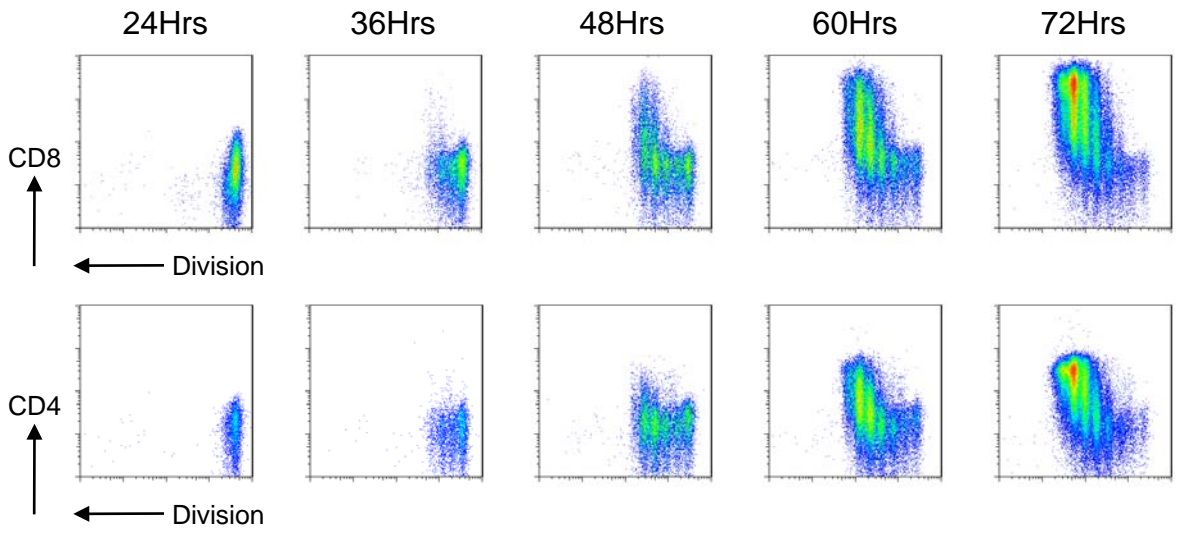 24Hrs 36Hrs 48Hrs 60Hrs 72Hrs
CD8
Division
CD4
Division